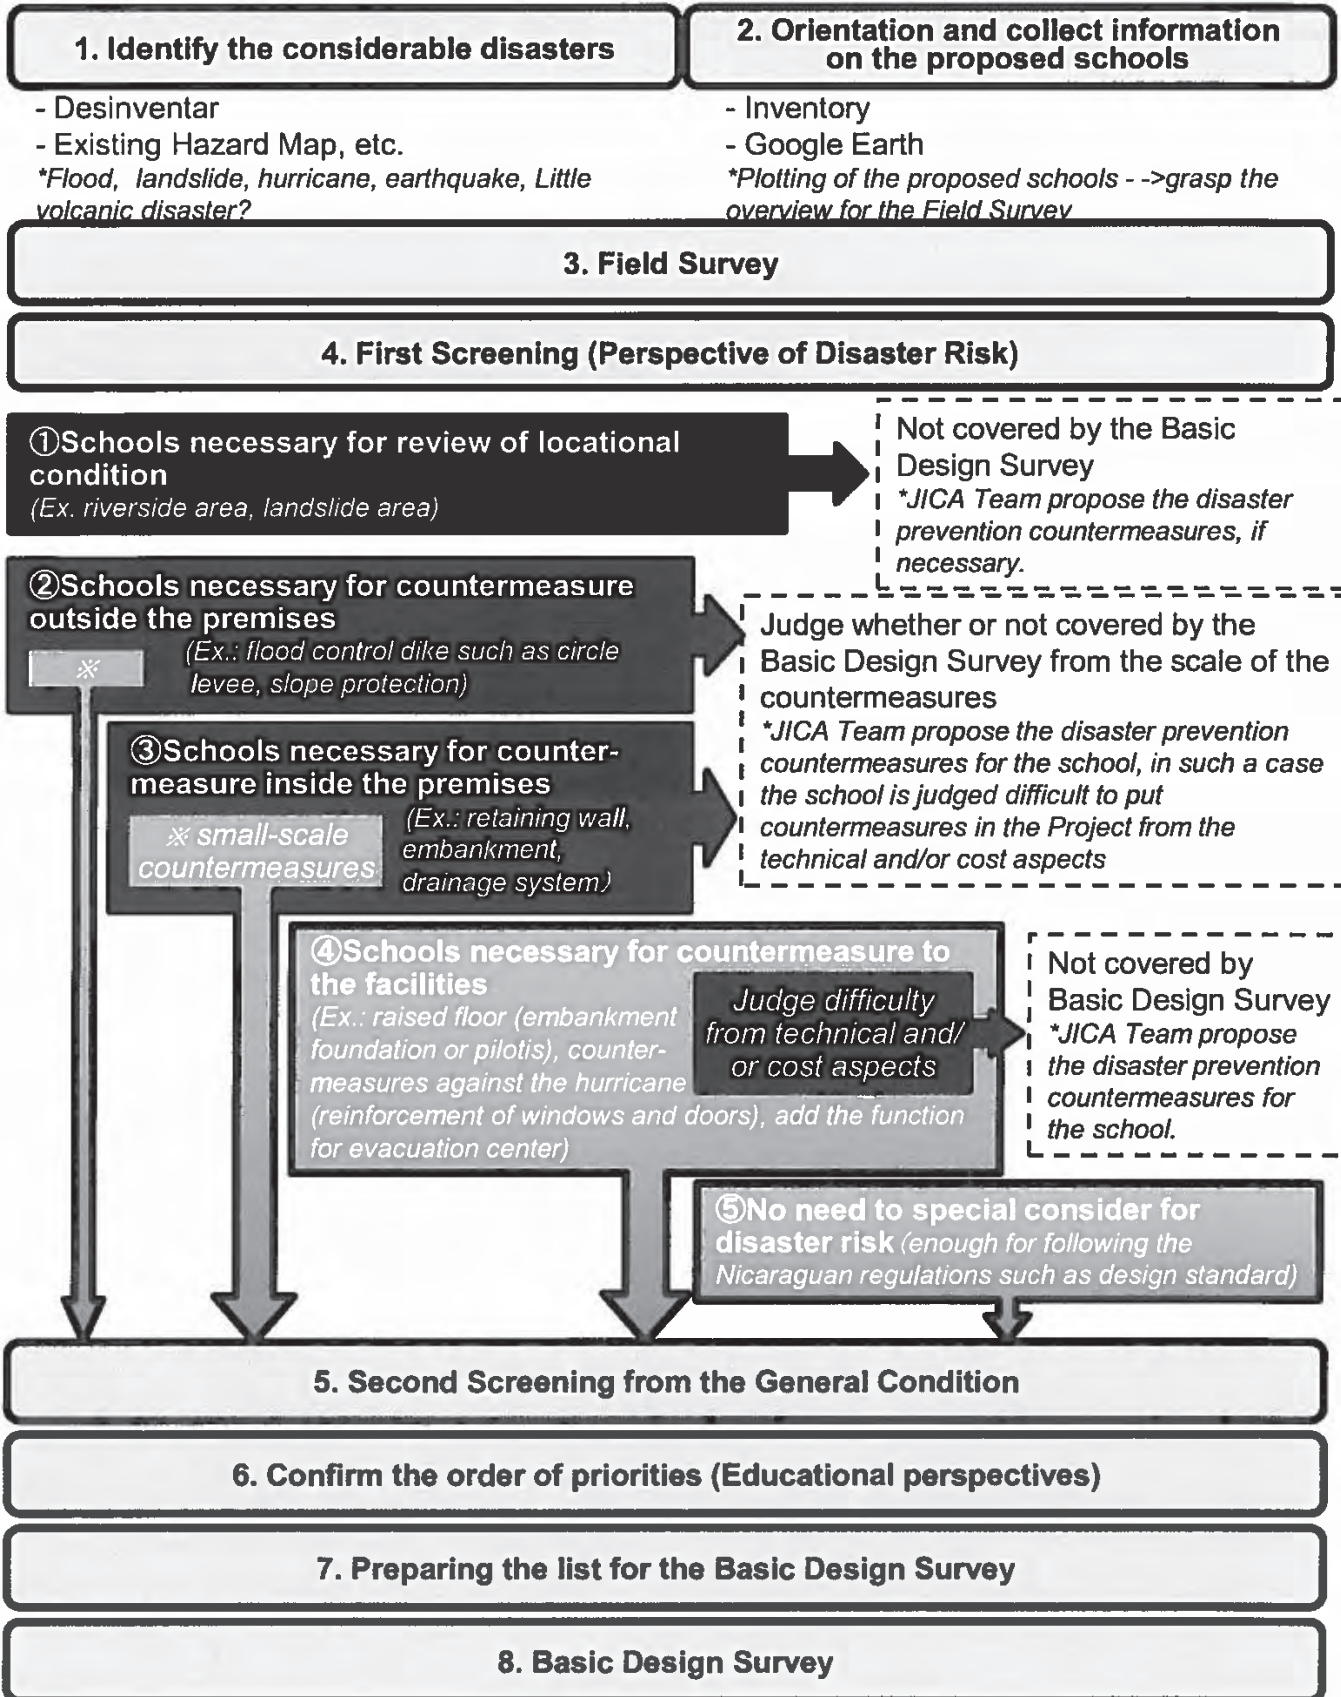 1. Identify the considerable disasters
2. Orientation and collect information
on the proposed schools
- Desinventar
- Existing Hazard Map, etc.
*Flood, landslide, hurricane, earthquake, Little
volcanic disaster?
- Inventory
- Google Earth
*Plotting of the proposed schools - ->grasp the
overview for the Field Survey
3. Field Survey
4. First Screening (Perspective of Disaster Risk)
①Schools necessary for review of locational
condition
(Ex. riverside area, landslide area)
Not covered by the Basic
Design Survey
*JICA Team propose the disaster
prevention countermeasures, if
necessary.
②Schools necessary for countermeasure
outside the premises
(Ex.: flood control dike such as circle
levee, slope protection)
※
Judge whether or not covered by the
Basic Design Survey from the scale of the
countermeasures
*JICA Team propose the disaster prevention
countermeasures for the school, in such a case
the school is judged difficult to put
countermeasures in the Project from the
technical and/or cost aspects
③Schools necessary for counter-
measure inside the premises
(Ex.: retaining wall,
embankment,
drainage system)
※ small-scale
countermeasures
④Schools necessary for countermeasure to
the facilities
(Ex.: raised floor (embankment
foundation or pilotis), counter-
measures against the hurricane
(reinforcement of windows and doors), add the function
for evacuation center)
Judge difficulty
from technical and/
or cost aspects
Not covered by
Basic Design Survey
*JICA Team propose
the disaster prevention
countermeasures for
the school.
⑤No need to special consider for
disaster risk (enough for following the
Nicaraguan regulations such as design standard)
5. Second Screening from the General Condition
6. Confirm the order of priorities (Educational perspectives)
7. Preparing the list for the Basic Design Survey
8. Basic Design Survey